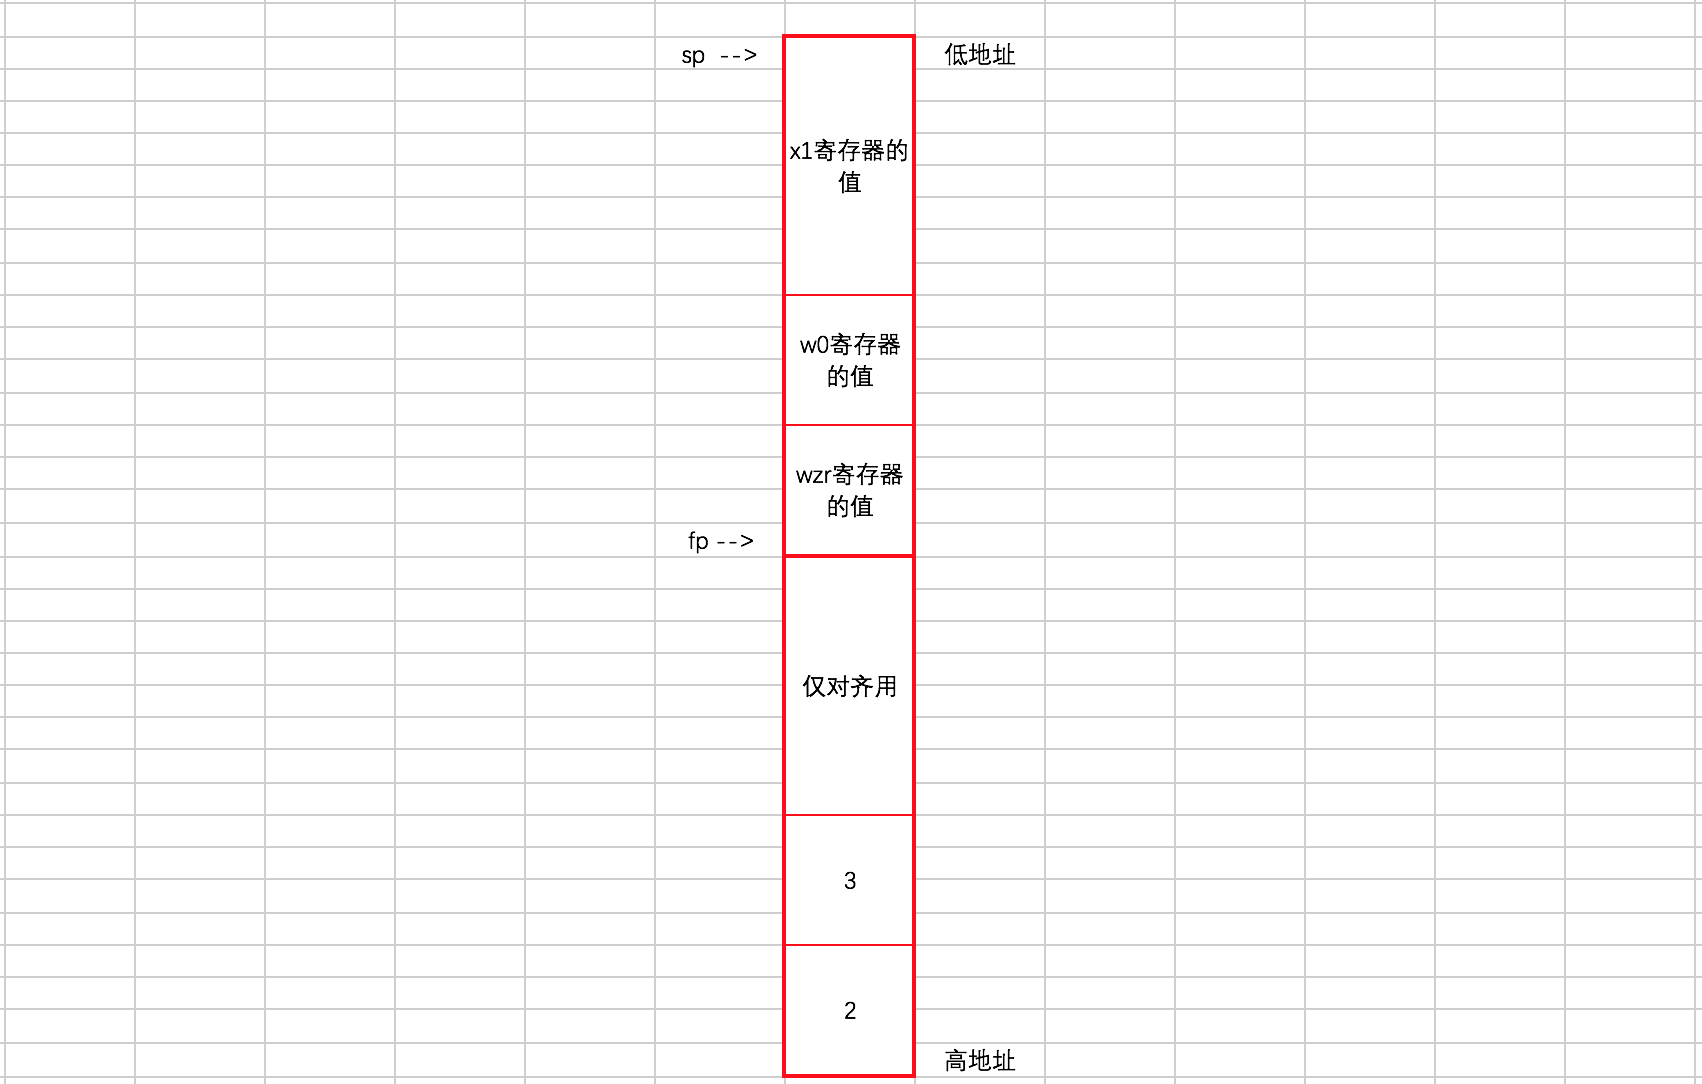 sp -->
低地址
x1寄存器的
值
w0寄存器
的值
wzr寄存器
的值
fp -->
仅对齐用
3
2
高地址